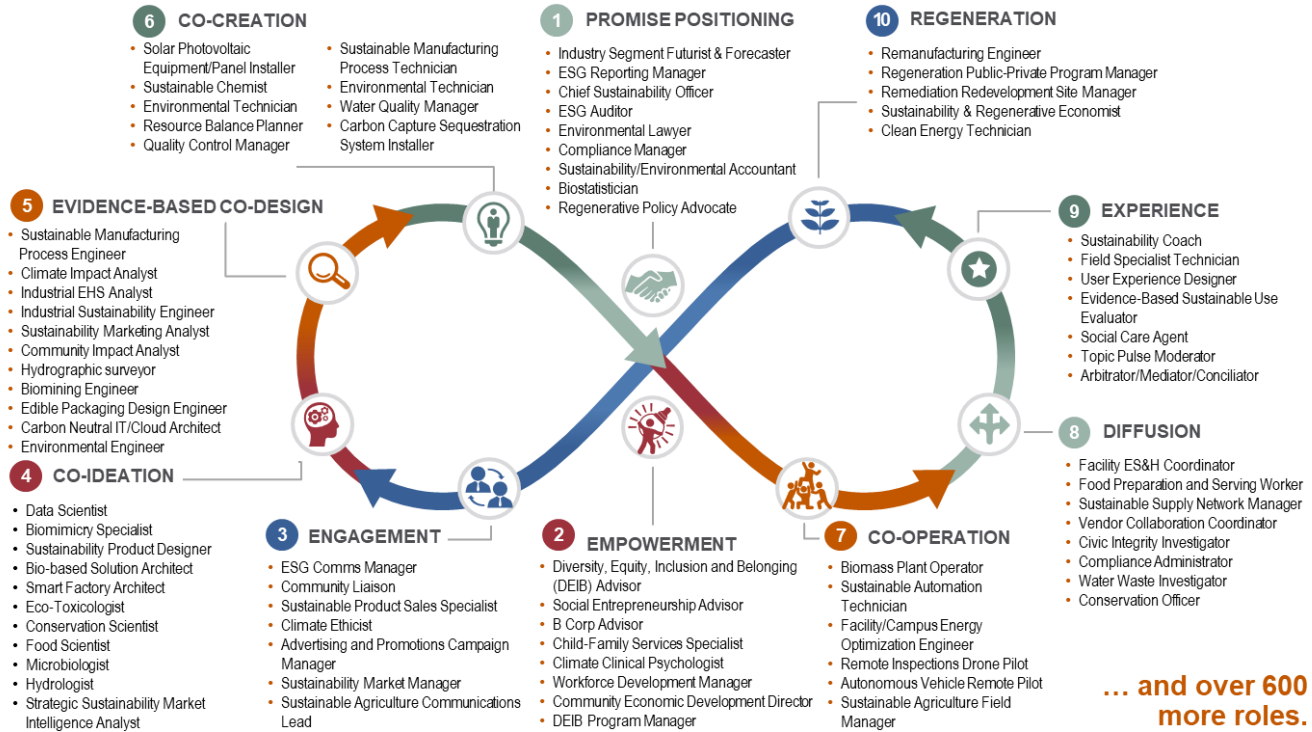 6 CO-CREATION
• Solar Photovoltaic
Equipment/Panel Installer
• Sustainable Chemist
• Environmental Technician
• Resource Balance Planner
• Quality Control Manager
• Sustainable Manufacturing
Process Technician
• Environmental Technician
• Water Quality Manager
• Carbon Capture Sequestration
System Installer
1 PROMISE POSITIONING
• Industry Segment Futurist & Forecaster
• ESG Reporting Manager
• Chief Sustainability Officer
• ESG Auditor
• Environmental Lawyer
• Compliance Manager
• Sustainability/Environmental Accountant
• Biostatistician
• Regenerative Policy Advocate
10 REGENERATION
• Remanufacturing Engineer
• Regeneration Public-Private Program Manager
• Remediation Redevelopment Site Manager
• Sustainability & Regenerative Economist
• Clean Energy Technician
5 EVIDENCE-BASED CO-DESIGN
• Sustainable Manufacturing
Process Engineer
• Climate Impact Analyst
• Industrial EHS Analyst
• Industrial Sustainability Engineer
• Sustainability Marketing Analyst
• Community Impact Analyst
• Hydrographic surveyor
• Biomining Engineer
• Edible Packaging Design Engineer
• Carbon Neutral IT/Cloud Architect
• Environmental Engineer
9 EXPERIENCE
• Sustainability Coach
• Field Specialist Technician
• User Experience Designer
• Evidence-Based Sustainable Use
Evaluator
• Social Care Agent
• Topic Pulse Moderator
• Arbitrator/Mediator/Conciliator
4 CO-IDEATION
• Data Scientist
• Biomimicry Specialist
• Sustainability Product Designer
• Bio-based Solution Architect
• Smart Factory Architect
• Eco-Toxicologist
• Conservation Scientist
• Food Scientist
• Microbiologist
• Hydrologist
• Strategic Sustainability Market
Intelligence Analyst
3 ENGAGEMENT
• ESG Comms Manager
• Community Liaison
• Sustainable Product Sales Specialist
• Climate Ethicist
• Advertising and Promotions Campaign
Manager
• Sustainability Market Manager
• Sustainable Agriculture Communications
Lead
2 EMPOWERMENT
• Diversity, Equity, Inclusion and Belonging
(DEIB) Advisor
• Social Entrepreneurship Advisor
• B Corp Advisor
• Child-Family Services Specialist
• Climate Clinical Psychologist
• Workforce Development Manager
• Community Economic Development Director
• DEIB Program Manager
7 CO-OPERATION
• Biomass Plant Operator
• Sustainable Automation
Technician
• Facility/Campus Energy
Optimization Engineer
• Remote Inspections Drone Pilot
• Autonomous Vehicle Remote Pilot
• Sustainable Agriculture Field
Manager
8 DIFFUSION
• Facility ES&H Coordinator
• Food Preparation and Serving Worker
• Sustainable Supply Network Manager
• Vendor Collaboration Coordinator
• Civic Integrity Investigator
• Compliance Administrator
• Water Waste Investigator
• Conservation Officer
... and over 600
more roles.